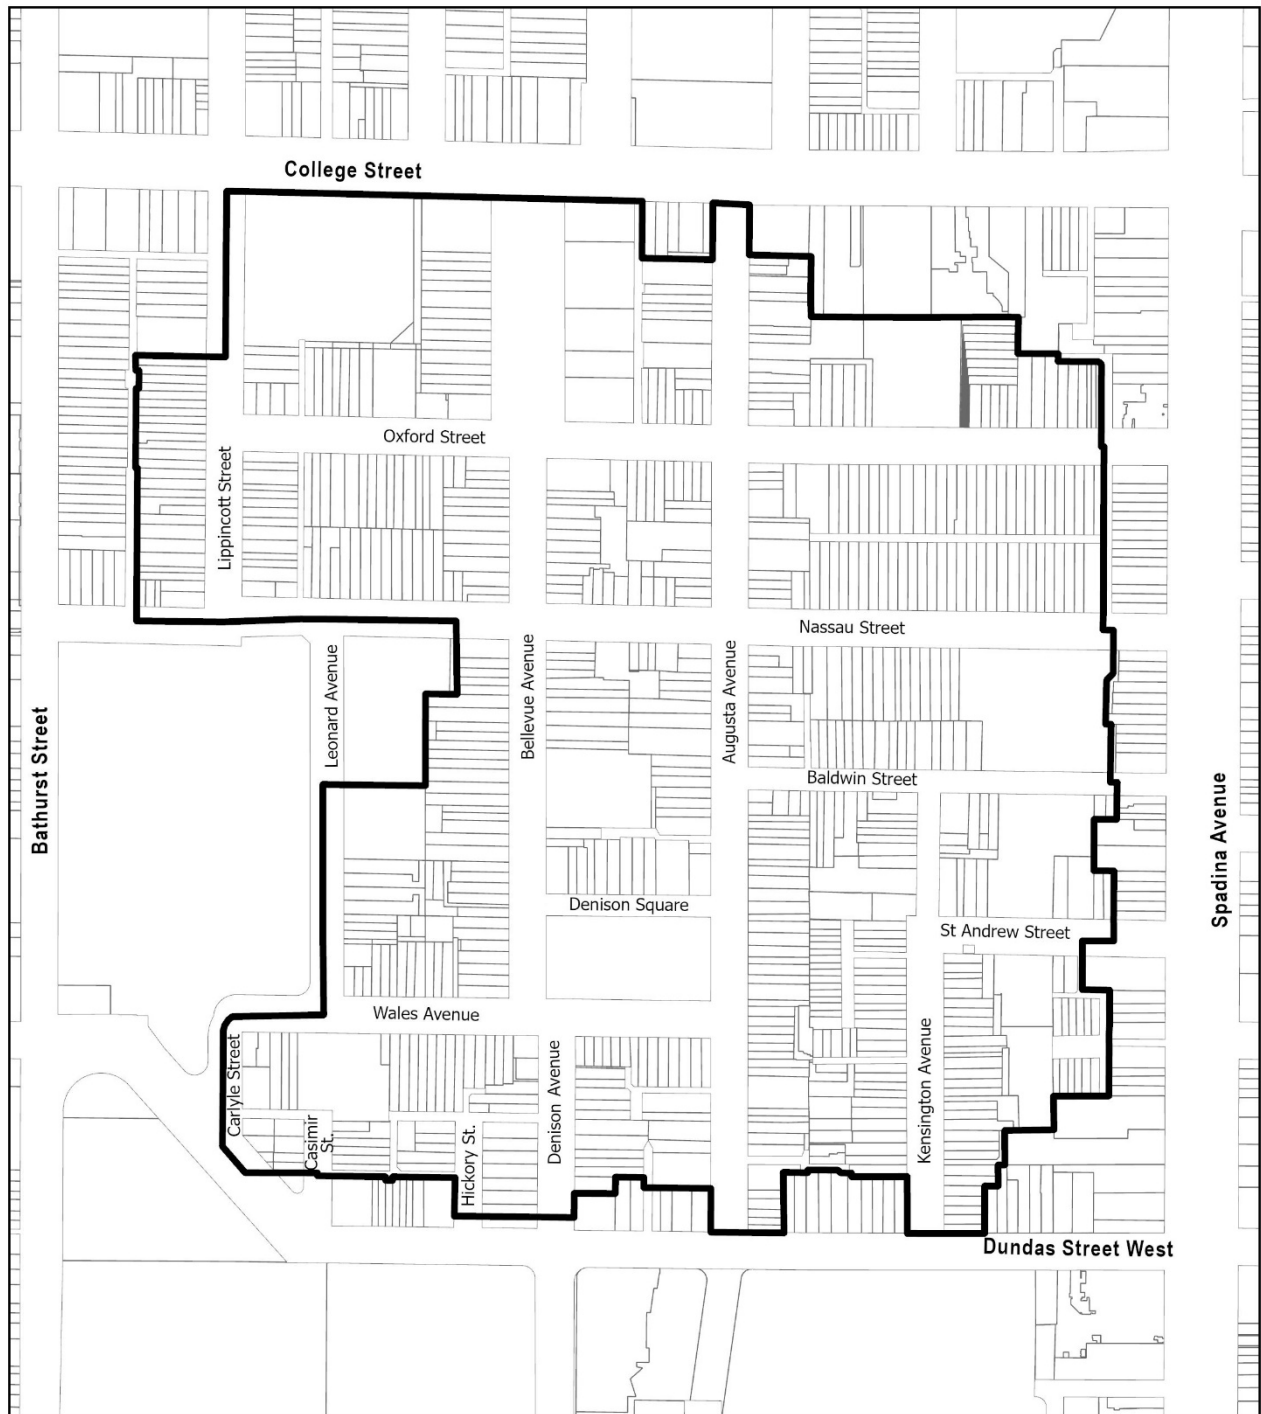 College Street
Oxford Street
Lippincott Street
Nassau Street
Leonard Avenue
Bellevue Avenue
Augusta Avenue
Bathurst Street
Baldwin Street
Spadina Avenue
Denison Square
St Andrew Street
Wales Avenue
Carlyle Street
Casimir
St.
Hickory St.
Denison Avenue
Kensington Avenue
Dundas Street West